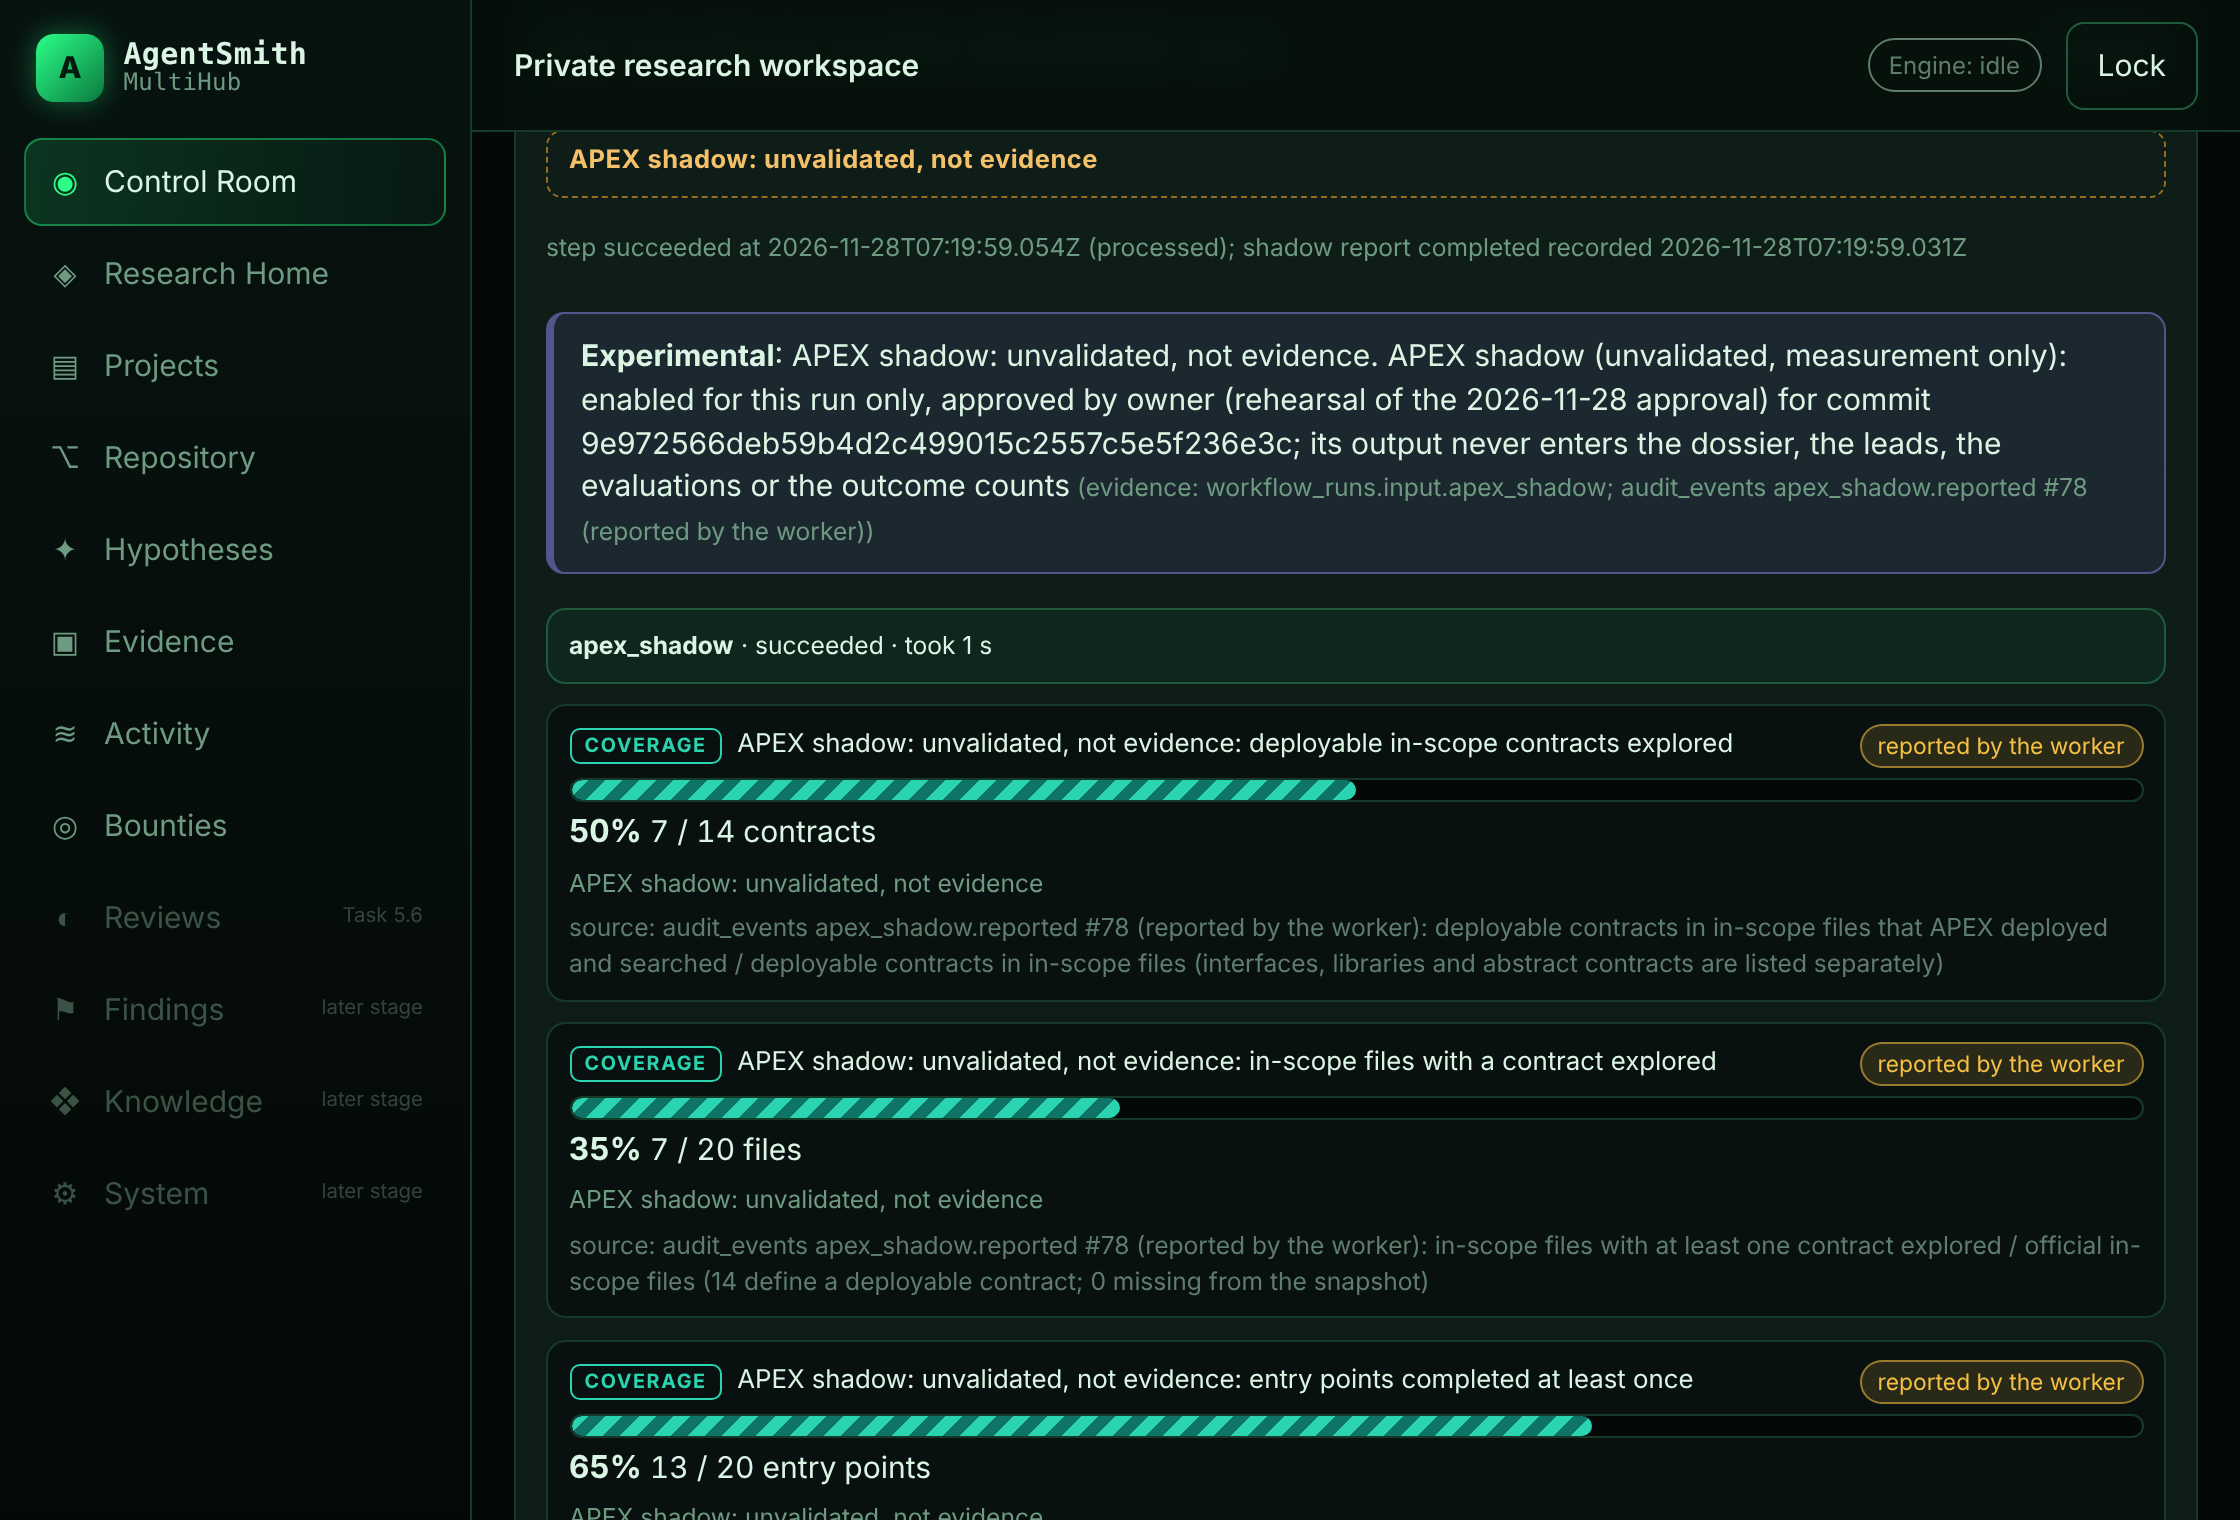 A
AgentSmith
MultiHub
Control Room
Research Home
Projects
Repository
Hypotheses
Evidence
Activity
Bounties
Reviews Task 5.6
Findings later stage
Knowledge later stage
System later stage
Private research workspace
Engine: idle
Lock
APEX shadow: unvalidated, not evidence
step succeeded at 2026-11-28T07:19:59.054Z (processed); shadow report completed recorded 2026-11-28T07:19:59.031Z
Experimental: APEX shadow: unvalidated, not evidence. APEX shadow (unvalidated, measurement only):
enabled for this run only, approved by owner (rehearsal of the 2026-11-28 approval) for commit
9e972566deb59b4d2c499015c2557c5e5f236e3c; its output never enters the dossier, the leads, the
evaluations or the outcome counts (evidence: workflow_runs.input.apex_shadow; audit_events apex_shadow.reported #78
(reported by the worker))
apex_shadow · succeeded · took 1 s
COVERAGE APEX shadow: unvalidated, not evidence: deployable in-scope contracts explored reported by the worker
50% 7 / 14 contracts
APEX shadow: unvalidated, not evidence
source: audit_events apex_shadow.reported #78 (reported by the worker): deployable contracts in in-scope files that APEX deployed
and searched / deployable contracts in in-scope files (interfaces, libraries and abstract contracts are listed separately)
COVERAGE APEX shadow: unvalidated, not evidence: in-scope files with a contract explored reported by the worker
35% 7 / 20 files
APEX shadow: unvalidated, not evidence
source: audit_events apex_shadow.reported #78 (reported by the worker): in-scope files with at least one contract explored / official in-
scope files (14 define a deployable contract; 0 missing from the snapshot)
COVERAGE APEX shadow: unvalidated, not evidence: entry points completed at least once reported by the worker
65% 13 / 20 entry points
APEX shadow: unvalidated, not evidence